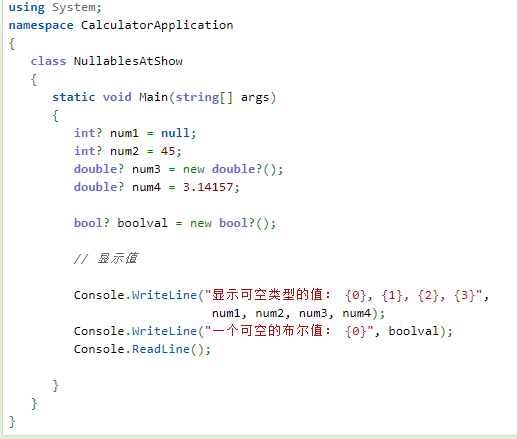 using System;
namespace CalculatorApplication
{
   class NullablesAtShow
   {
      static void Main(string[] args)
      {
         int? num1 = null;
         int? num2 = 45;
         double? num3 = new double?();
         double? num4 = 3.14157;
         bool? boolval = new bool?();
         // 显示值
         Console.WriteLine("显示可空类型的值： {0}, {1}, {2}, {3}",
                            num1, num2, num3, num4);
         Console.WriteLine("一个可空的布尔值： {0}", boolval);
         Console.ReadLine();
      }
   }
}